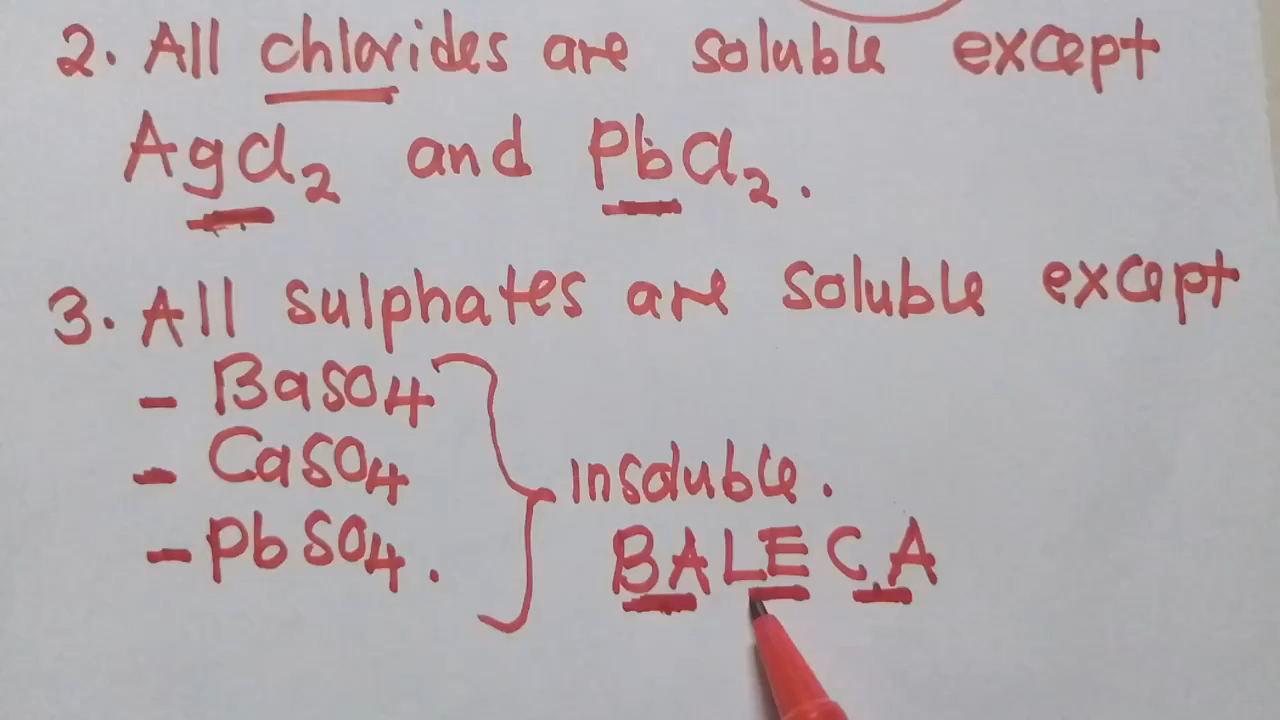 2. All chlorides are soluble except
AgCl₂ and PbCl₂.
3. All sulphates are soluble except
- BaSO4
- CaSO4
- PbSO4.
insoluble.
BALECA